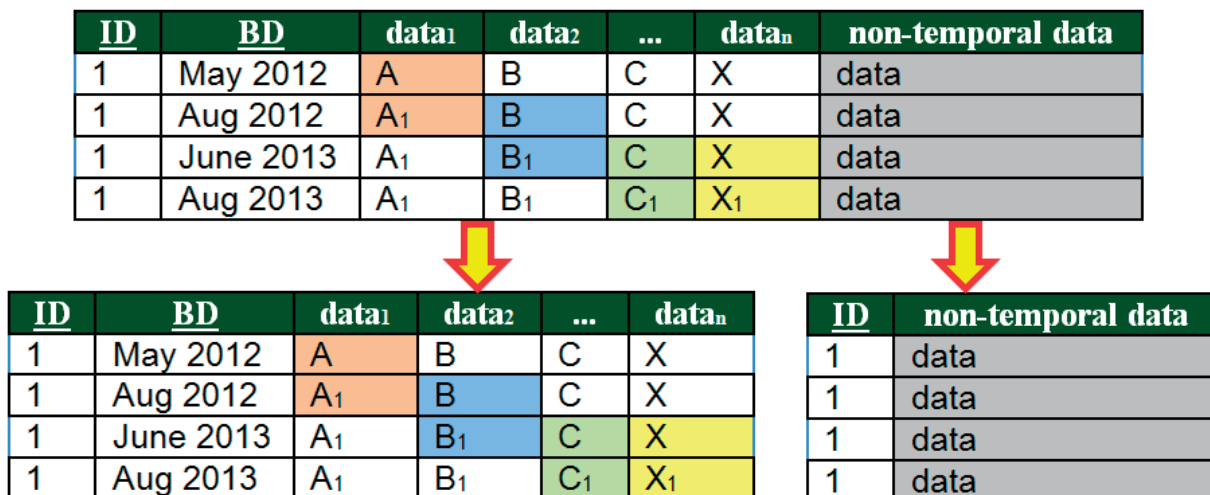 ID BD data₁ data₂ ... dataₙ non-temporal data
1 May 2012 A B C X data
1 Aug 2012 A₁ B C X data
1 June 2013 A₁ B₁ C X data
1 Aug 2013 A₁ B₁ C₁ X₁ data
ID BD data₁ data₂ ... dataₙ
1 May 2012 A B C X
1 Aug 2012 A₁ B C X
1 June 2013 A₁ B₁ C X
1 Aug 2013 A₁ B₁ C₁ X₁
ID non-temporal data
1 data
1 data
1 data
1 data